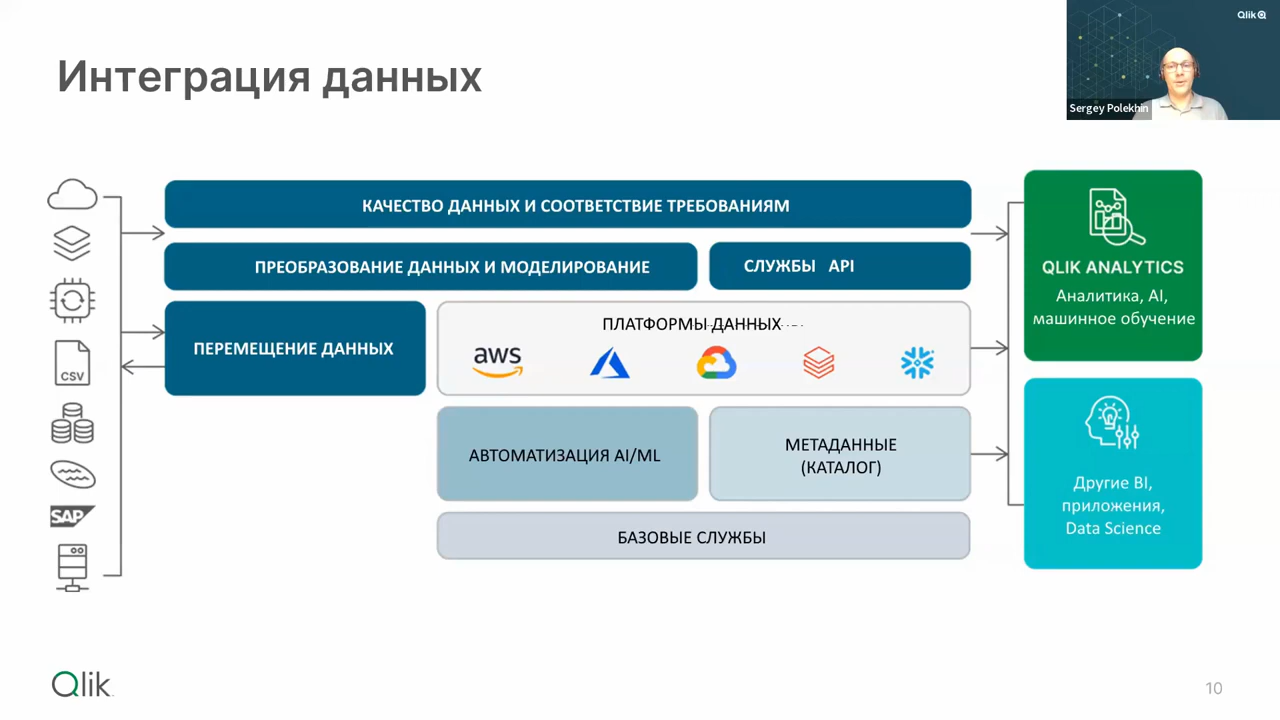 Интеграция данных
Qlik
Sergey Polekhin
КАЧЕСТВО ДАННЫХ И СООТВЕТСТВИЕ ТРЕБОВАНИЯМ
ПРЕОБРАЗОВАНИЕ ДАННЫХ И МОДЕЛИРОВАНИЕ
СЛУЖБЫ API
ПЕРЕМЕЩЕНИЕ ДАННЫХ
ПЛАТФОРМЫ ДАННЫХ
aws
CSV
SAP
АВТОМАТИЗАЦИЯ AI/ML
МЕТАДАННЫЕ
(КАТАЛОГ)
БАЗОВЫЕ СЛУЖБЫ
QLIK ANALYTICS
Аналитика, AI,
машинное обучение
Другие BI,
приложения,
Data Science
Qlik
10